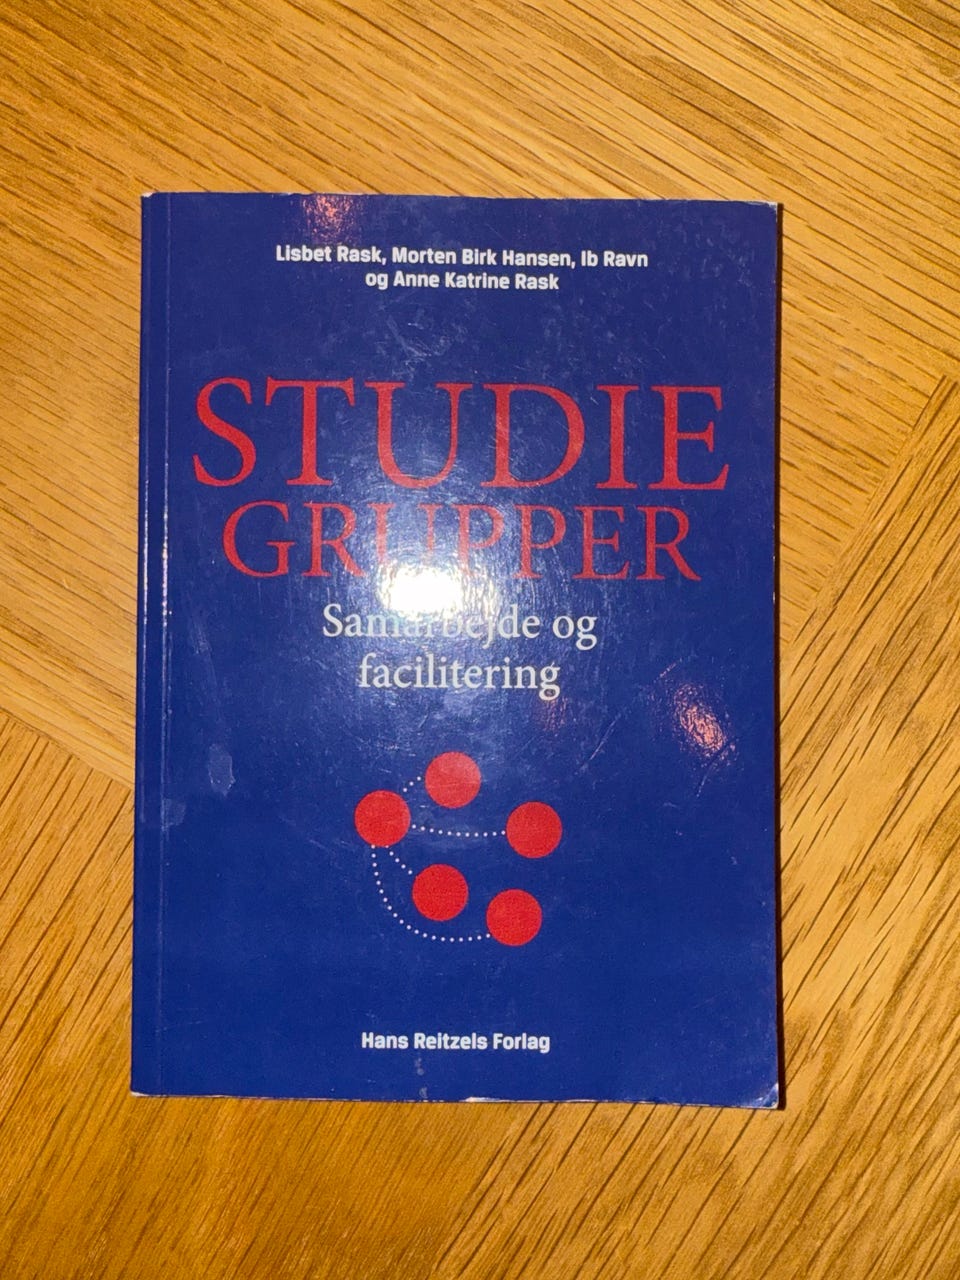 Lisbet Rask, Morten Birk Hansen, Ib Ravn
og Anne Katrine Rask
STUDIE
GRUPPER
Samarbejde og
facilitering
Hans Reitzels Forlag